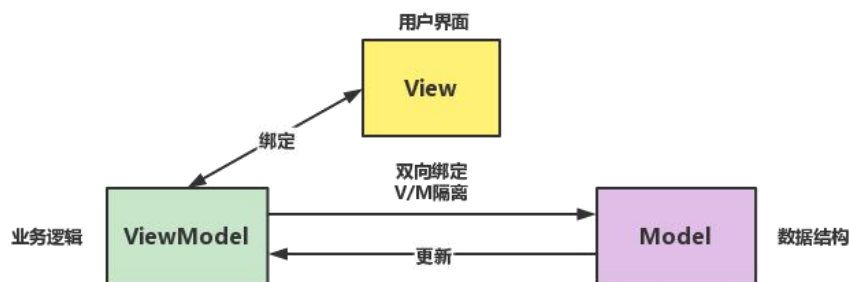 用户界面
View
绑定
双向绑定
V/M隔离
业务逻辑
ViewModel
Model
数据结构
更新